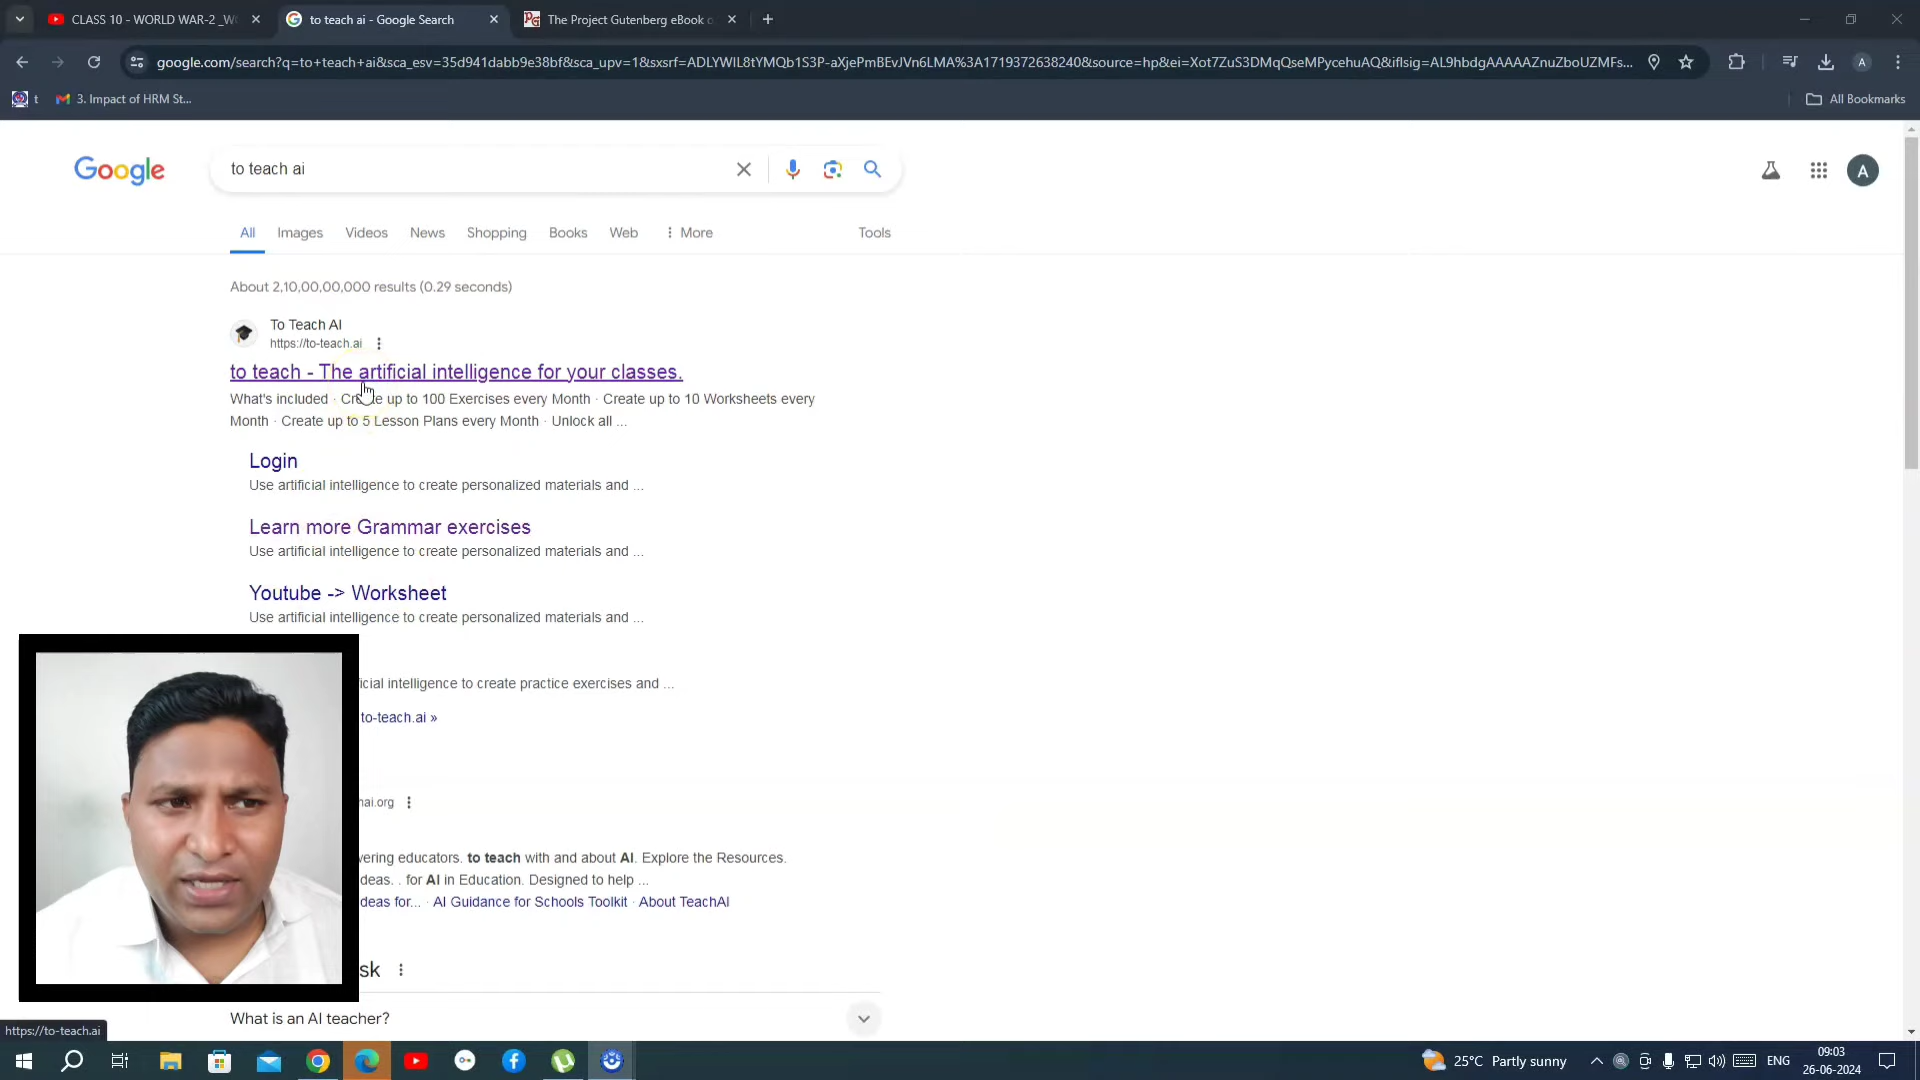 CLASS 10 - WORLD WAR-2 _W
to teach ai - Google Search
PG The Project Gutenberg eBook o
google.com/search?q=to+teach+ai&sca_esv=35d941dabb9e38bf&sca_upv=1&sxsrf=ADLYWIL8tYMQb1S3P-aXjePmBEvJVn6LMA%3A1719372638240&source=hp&ei=Xot7ZuS3DMqQseMPycehuAQ&iflsig=AL9hbdgAAAAAZnuZboUZMFs...
A
t
3. Impact of HRM St...
All Bookmarks
Google
to teach ai
A
All
Images
Videos
News
Shopping
Books
Web
More
Tools
About 2,10,00,00,000 results (0.29 seconds)
To Teach AI
https://to-teach.ai
to teach - The artificial intelligence for your classes.
What's included · Create up to 100 Exercises every Month · Create up to 10 Worksheets every
Month · Create up to 5 Lesson Plans every Month · Unlock all ...
Login
Use artificial intelligence to create personalized materials and ...
Learn more Grammar exercises
Use artificial intelligence to create personalized materials and ...
Youtube -> Worksheet
Use artificial intelligence to create personalized materials and ...
icial intelligence to create practice exercises and ...
to-teach.ai »
hai.org
vering educators. to teach with and about AI. Explore the Resources.
deas. . for AI in Education. Designed to help ...
deas for... · AI Guidance for Schools Toolkit · About TeachAI
sk
What is an AI teacher?
https://to-teach.ai
25°C Partly sunny
ENG
09:03
26-06-2024